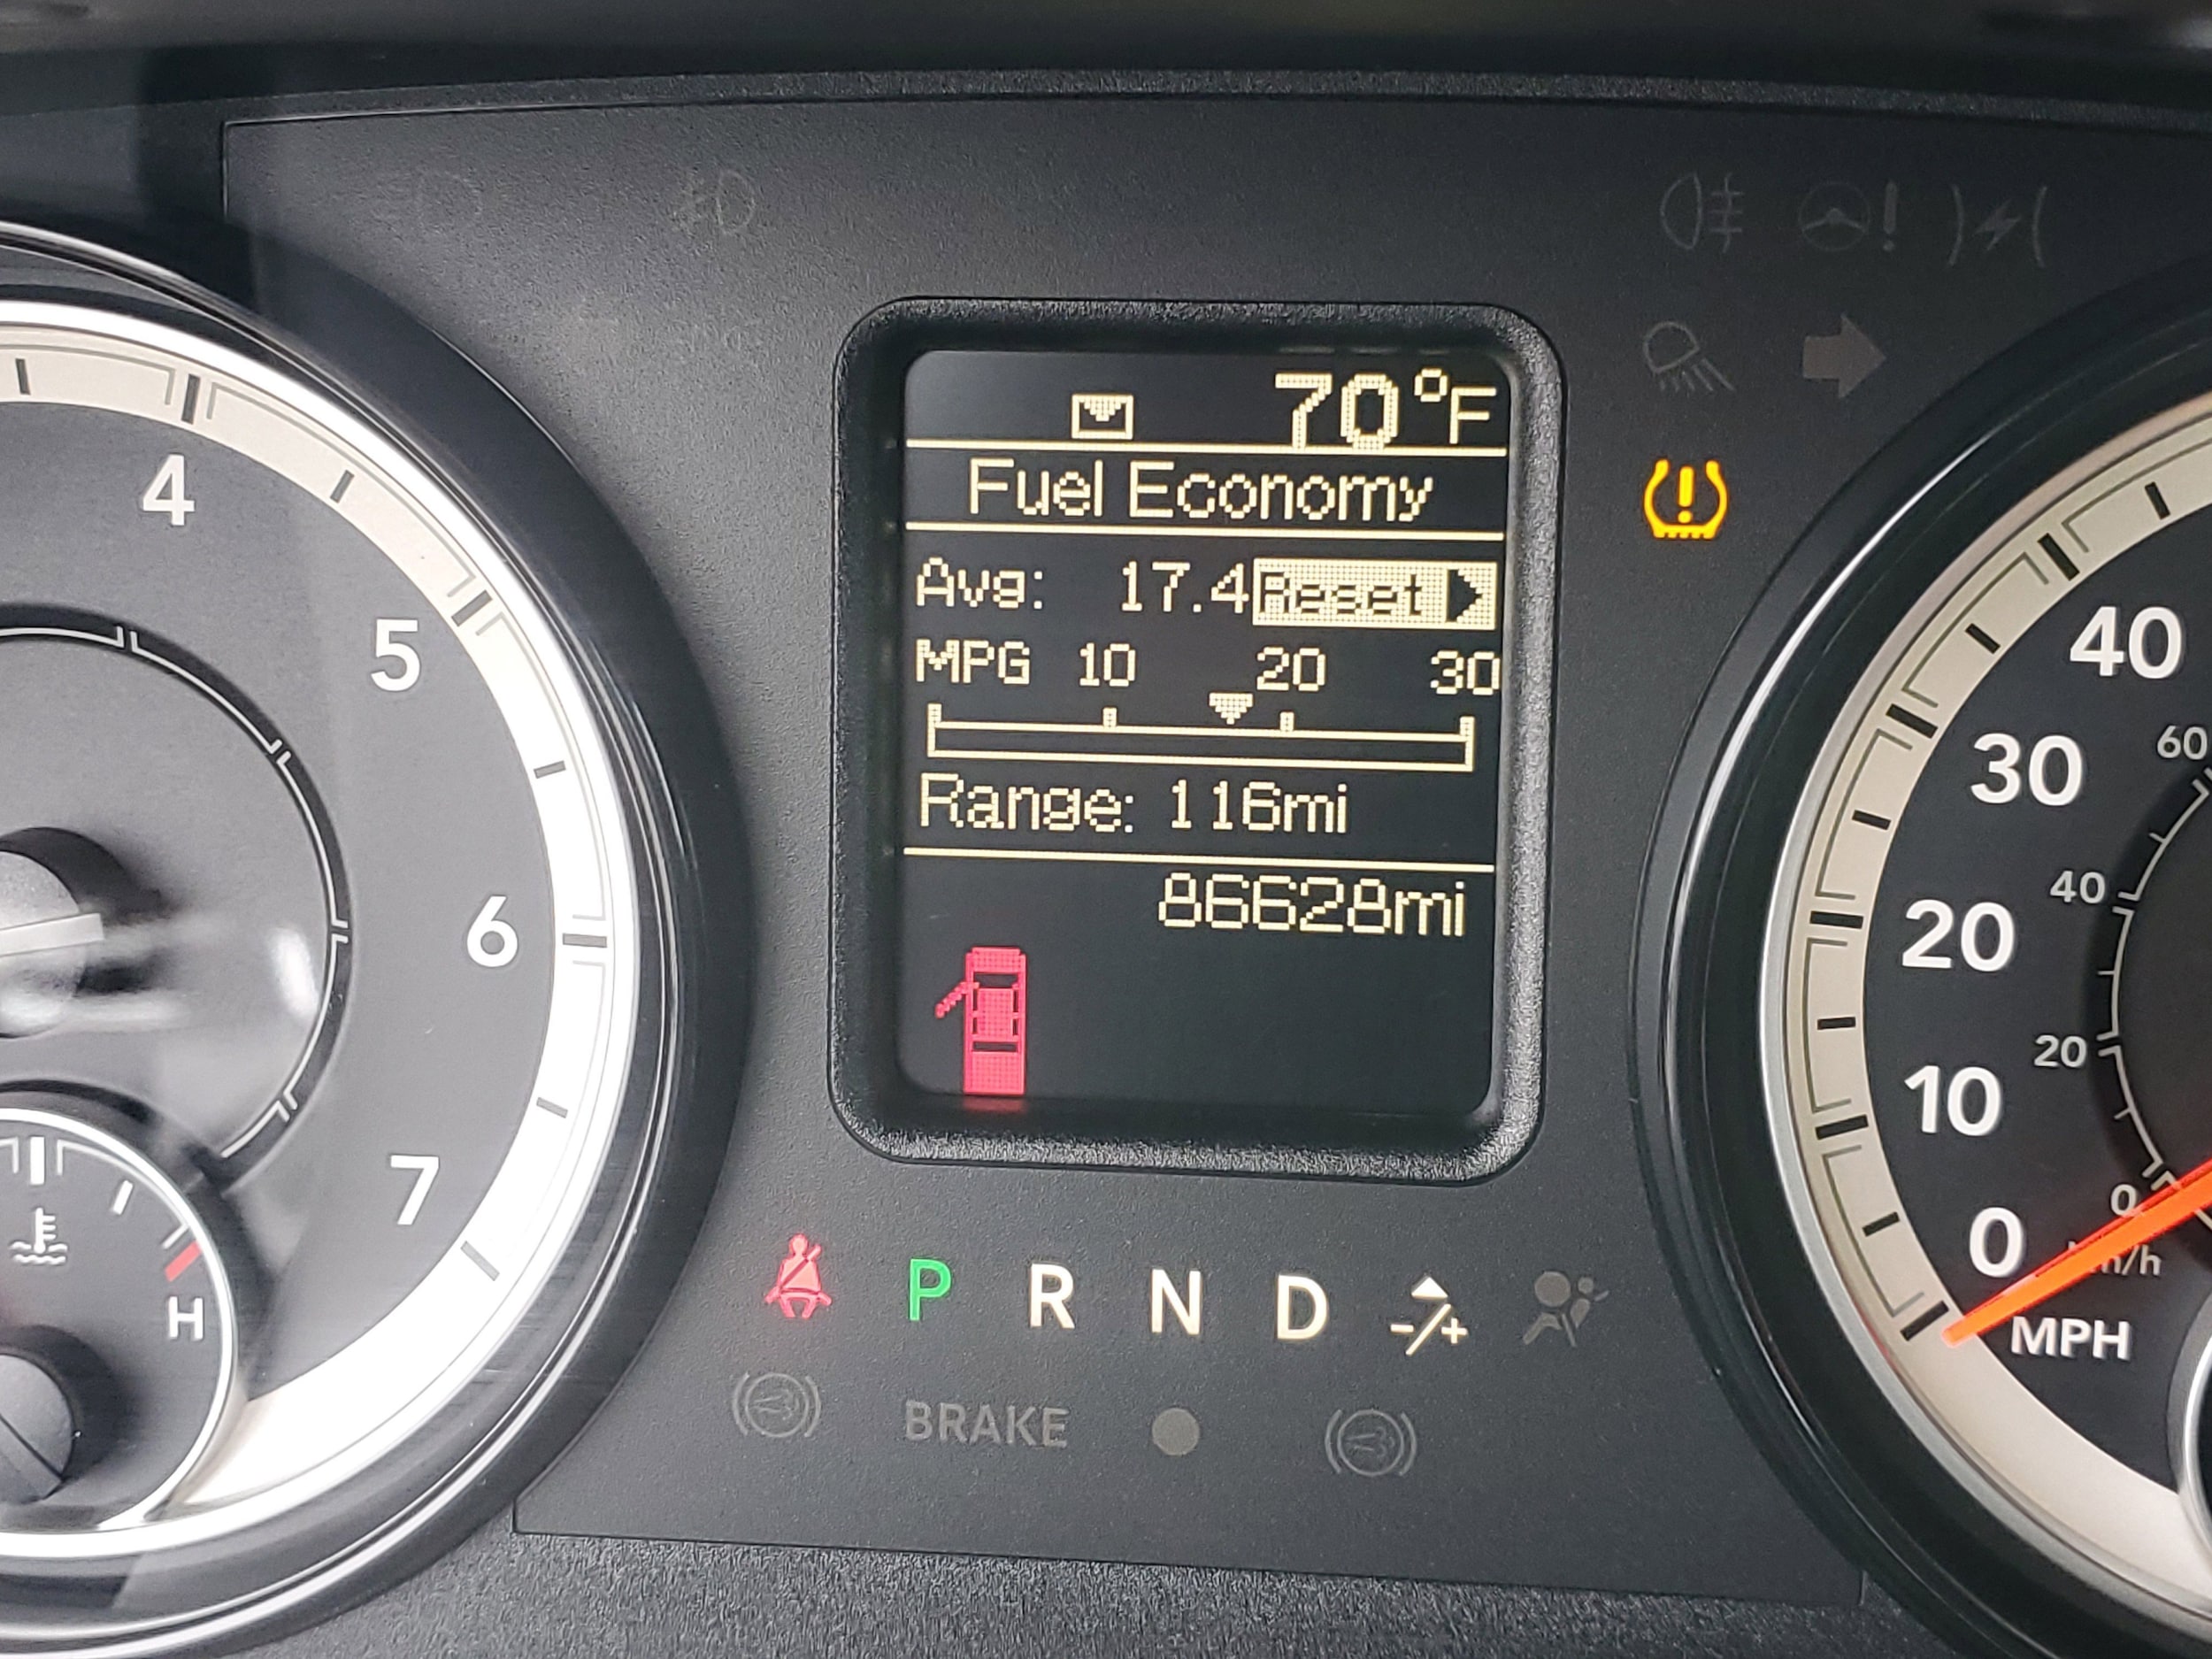 70°F
Fuel Economy
Avg: 17.4 Reset
MPG 10 20 30
Range: 116mi
86628mi
4
5
6
7
H
40
30
20
10
0
MPH
60
40
20
0
km/h
P R N D -/+
BRAKE